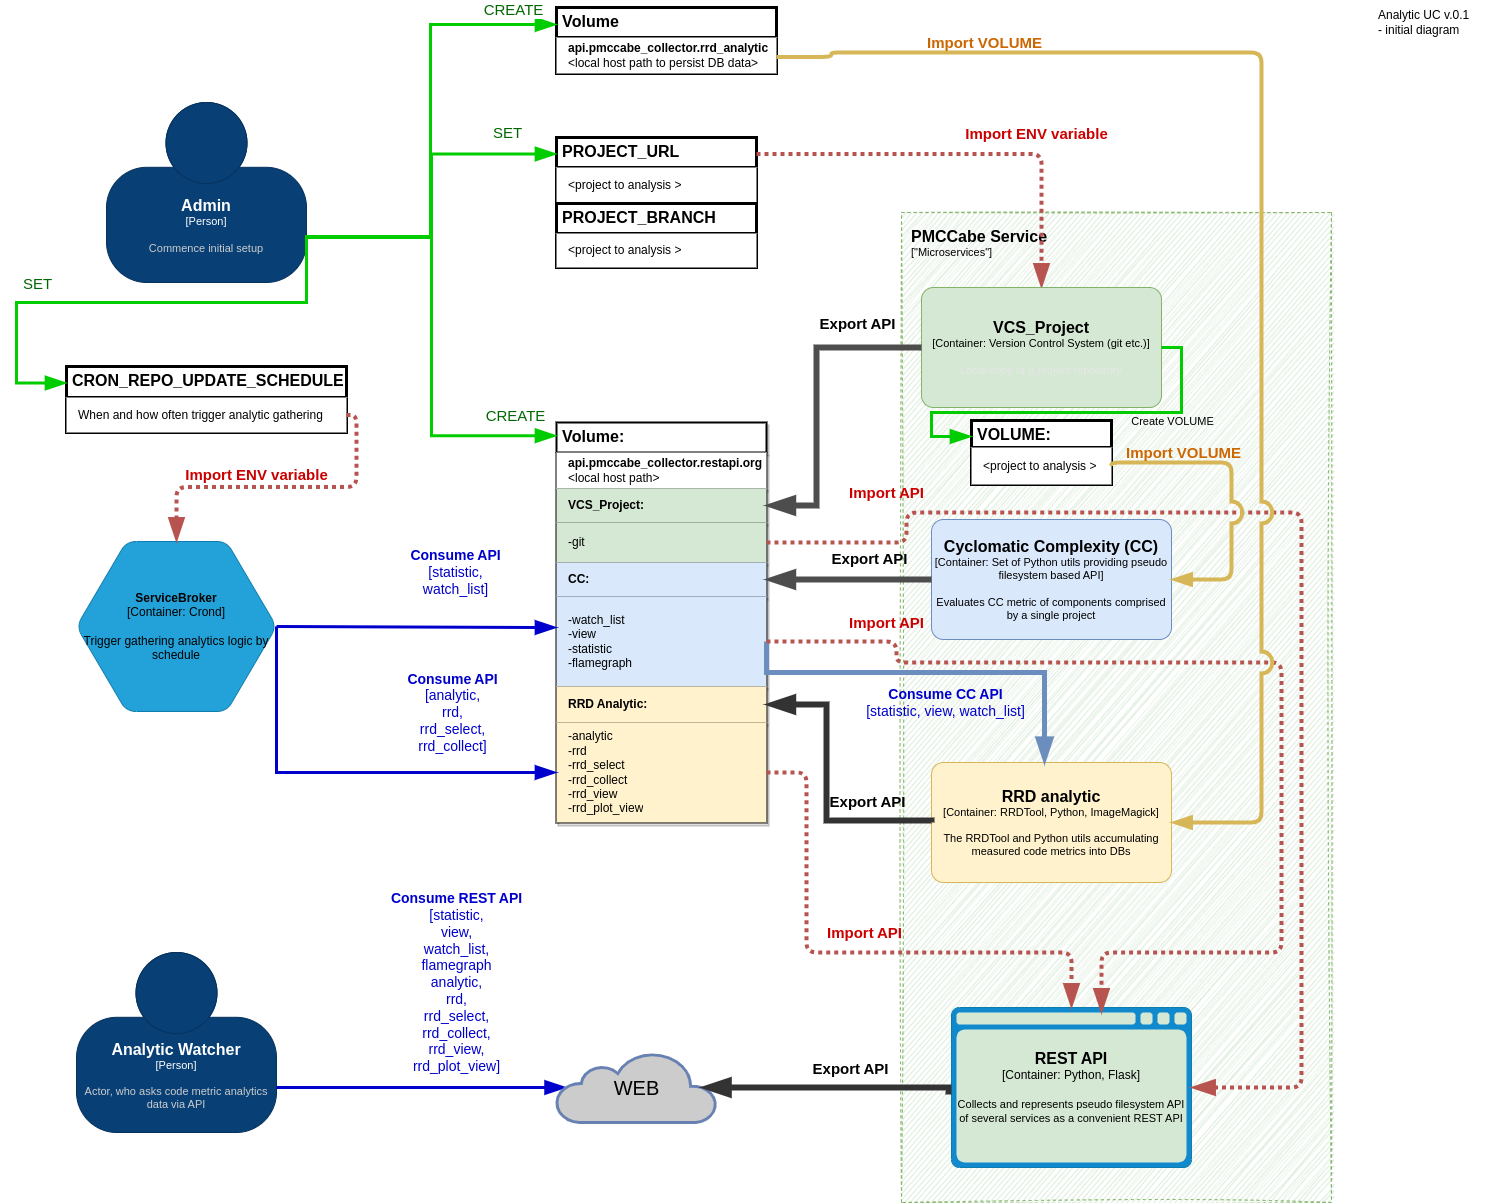 CREATE
Volume
api.pmccabe_collector.rrd_analytic
<local host path to persist DB data>
Import VOLUME
Analytic UC v.0.1
- initial diagram
SET
PROJECT_URL
<project to analysis >
PROJECT_BRANCH
<project to analysis >
Import ENV variable
Admin
[Person]
Commence initial setup
SET
CRON_REPO_UPDATE_SCHEDULE
When and how often trigger analytic gathering
Import ENV variable
PMCCabe Service
["Microservices"]
VCS_Project
[Container: Version Control System (git etc.)]
Export API
Create VOLUME
VOLUME:
<project to analysis >
Import VOLUME
CREATE
Volume:
api.pmccabe_collector.restapi.org
<local host path>
VCS_Project:
-git
CC:
-watch_list
-view
-statistic
-flamegraph
RRD Analytic:
-analytic
-rrd
-rrd_select
-rrd_collect
-rrd_view
-rrd_plot_view
Import API
Export API
Cyclomatic Complexity (CC)
[Container: Set of Python utils providing pseudo
filesystem based API]
Evaluates CC metric of components comprised
by a single project
Import API
Consume CC API
[statistic, view, watch_list]
ServiceBroker
[Container: Crond]
Trigger gathering analytics logic by
schedule
Consume API
[statistic,
watch_list]
Consume API
[analytic,
rrd,
rrd_select,
rrd_collect]
Export API
RRD analytic
[Container: RRDTool, Python, ImageMagick]
The RRDTool and Python utils accumulating
measured code metrics into DBs
Import API
Consume REST API
[statistic,
view,
watch_list,
flamegraph
analytic,
rrd,
rrd_select,
rrd_collect,
rrd_view,
rrd_plot_view]
Analytic Watcher
[Person]
Actor, who asks code metric analytics
data via API
WEB
Export API
REST API
[Container: Python, Flask]
Collects and represents pseudo filesystem API
of several services as a convenient REST API